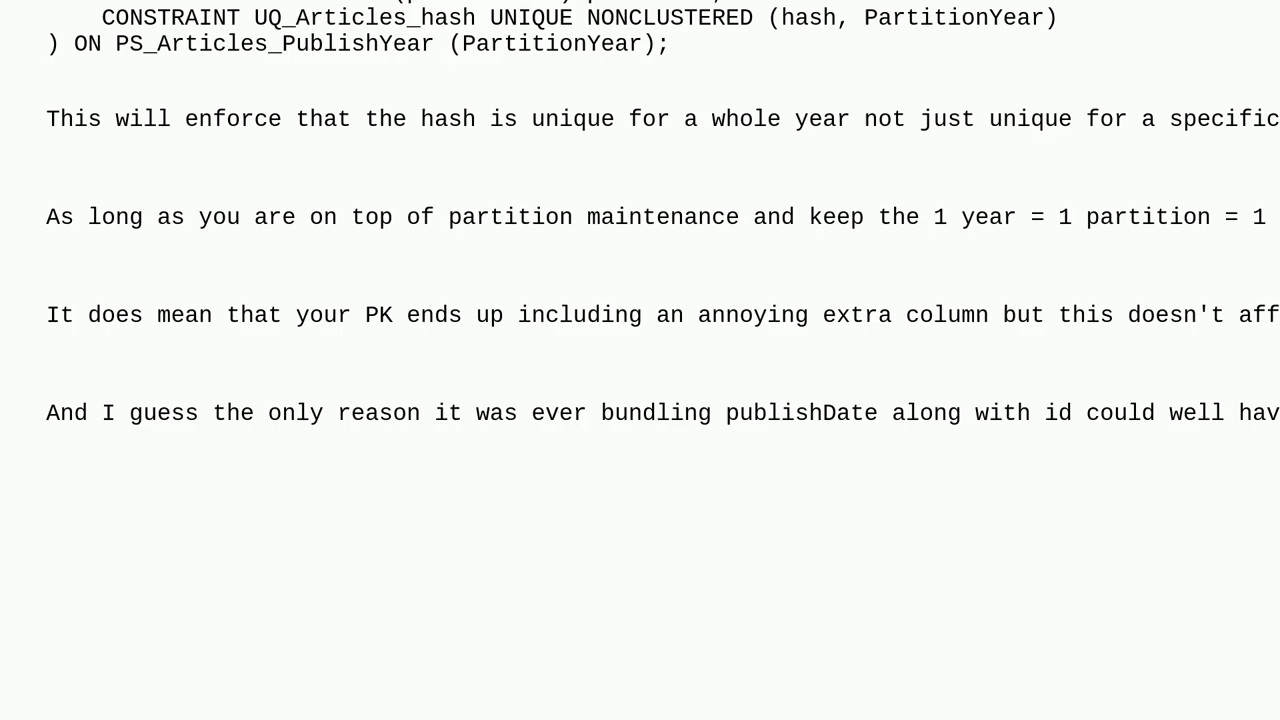 CONSTRAINT UQ_Articles_hash UNIQUE NONCLUSTERED (hash, PartitionYear)
) ON PS_Articles_PublishYear (PartitionYear);
This will enforce that the hash is unique for a whole year not just unique for a specific
As long as you are on top of partition maintenance and keep the 1 year = 1 partition = 1
It does mean that your PK ends up including an annoying extra column but this doesn't
And I guess the only reason it was ever bundling publishDate along with id could well